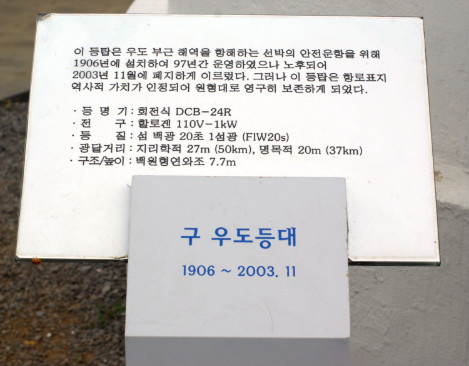 이 등탑은 우도 부근 해역을 항해하는 선박의 안전운항을 위해
1906년에 설치하여 97년간 운영하였으나 노후되어
2003년 11월에 폐지하게 이르렀다. 그러나 이 등탑은 항로표지
역사적 가치가 인정되어 원형대로 영구히 보존하게 되었다.
· 등 명 기 : 회전식 DCB-24R
· 전 구 : 할로겐 110V-1kW
· 등 질 : 섬 백광 20초 1섬광 (FlW20s)
· 광달거리 : 지리학적 27m (50km), 명목적 20m (37km)
· 구조/높이 : 백원형연와조 7.7m
구 우도등대
1906 ~ 2003. 11